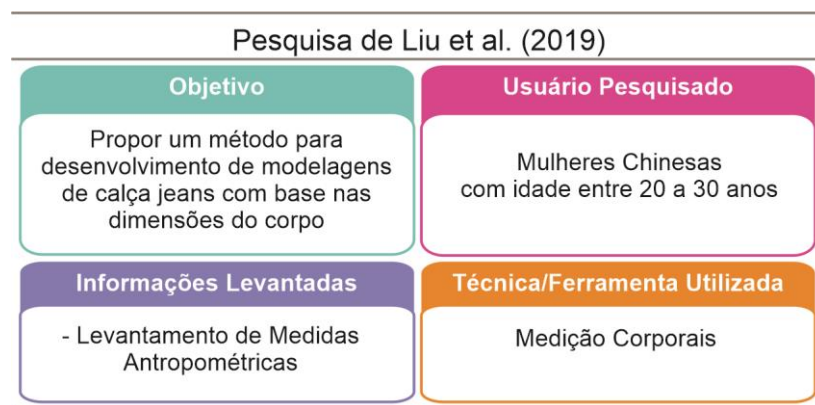 Pesquisa de Liu et al. (2019)
Objetivo
Propor um método para
desenvolvimento de modelagens
de calça jeans com base nas
dimensões do corpo
Usuário Pesquisado
Mulheres Chinesas
com idade entre 20 a 30 anos
Informações Levantadas
- Levantamento de Medidas
Antropométricas
Técnica/Ferramenta Utilizada
Medição Corporais